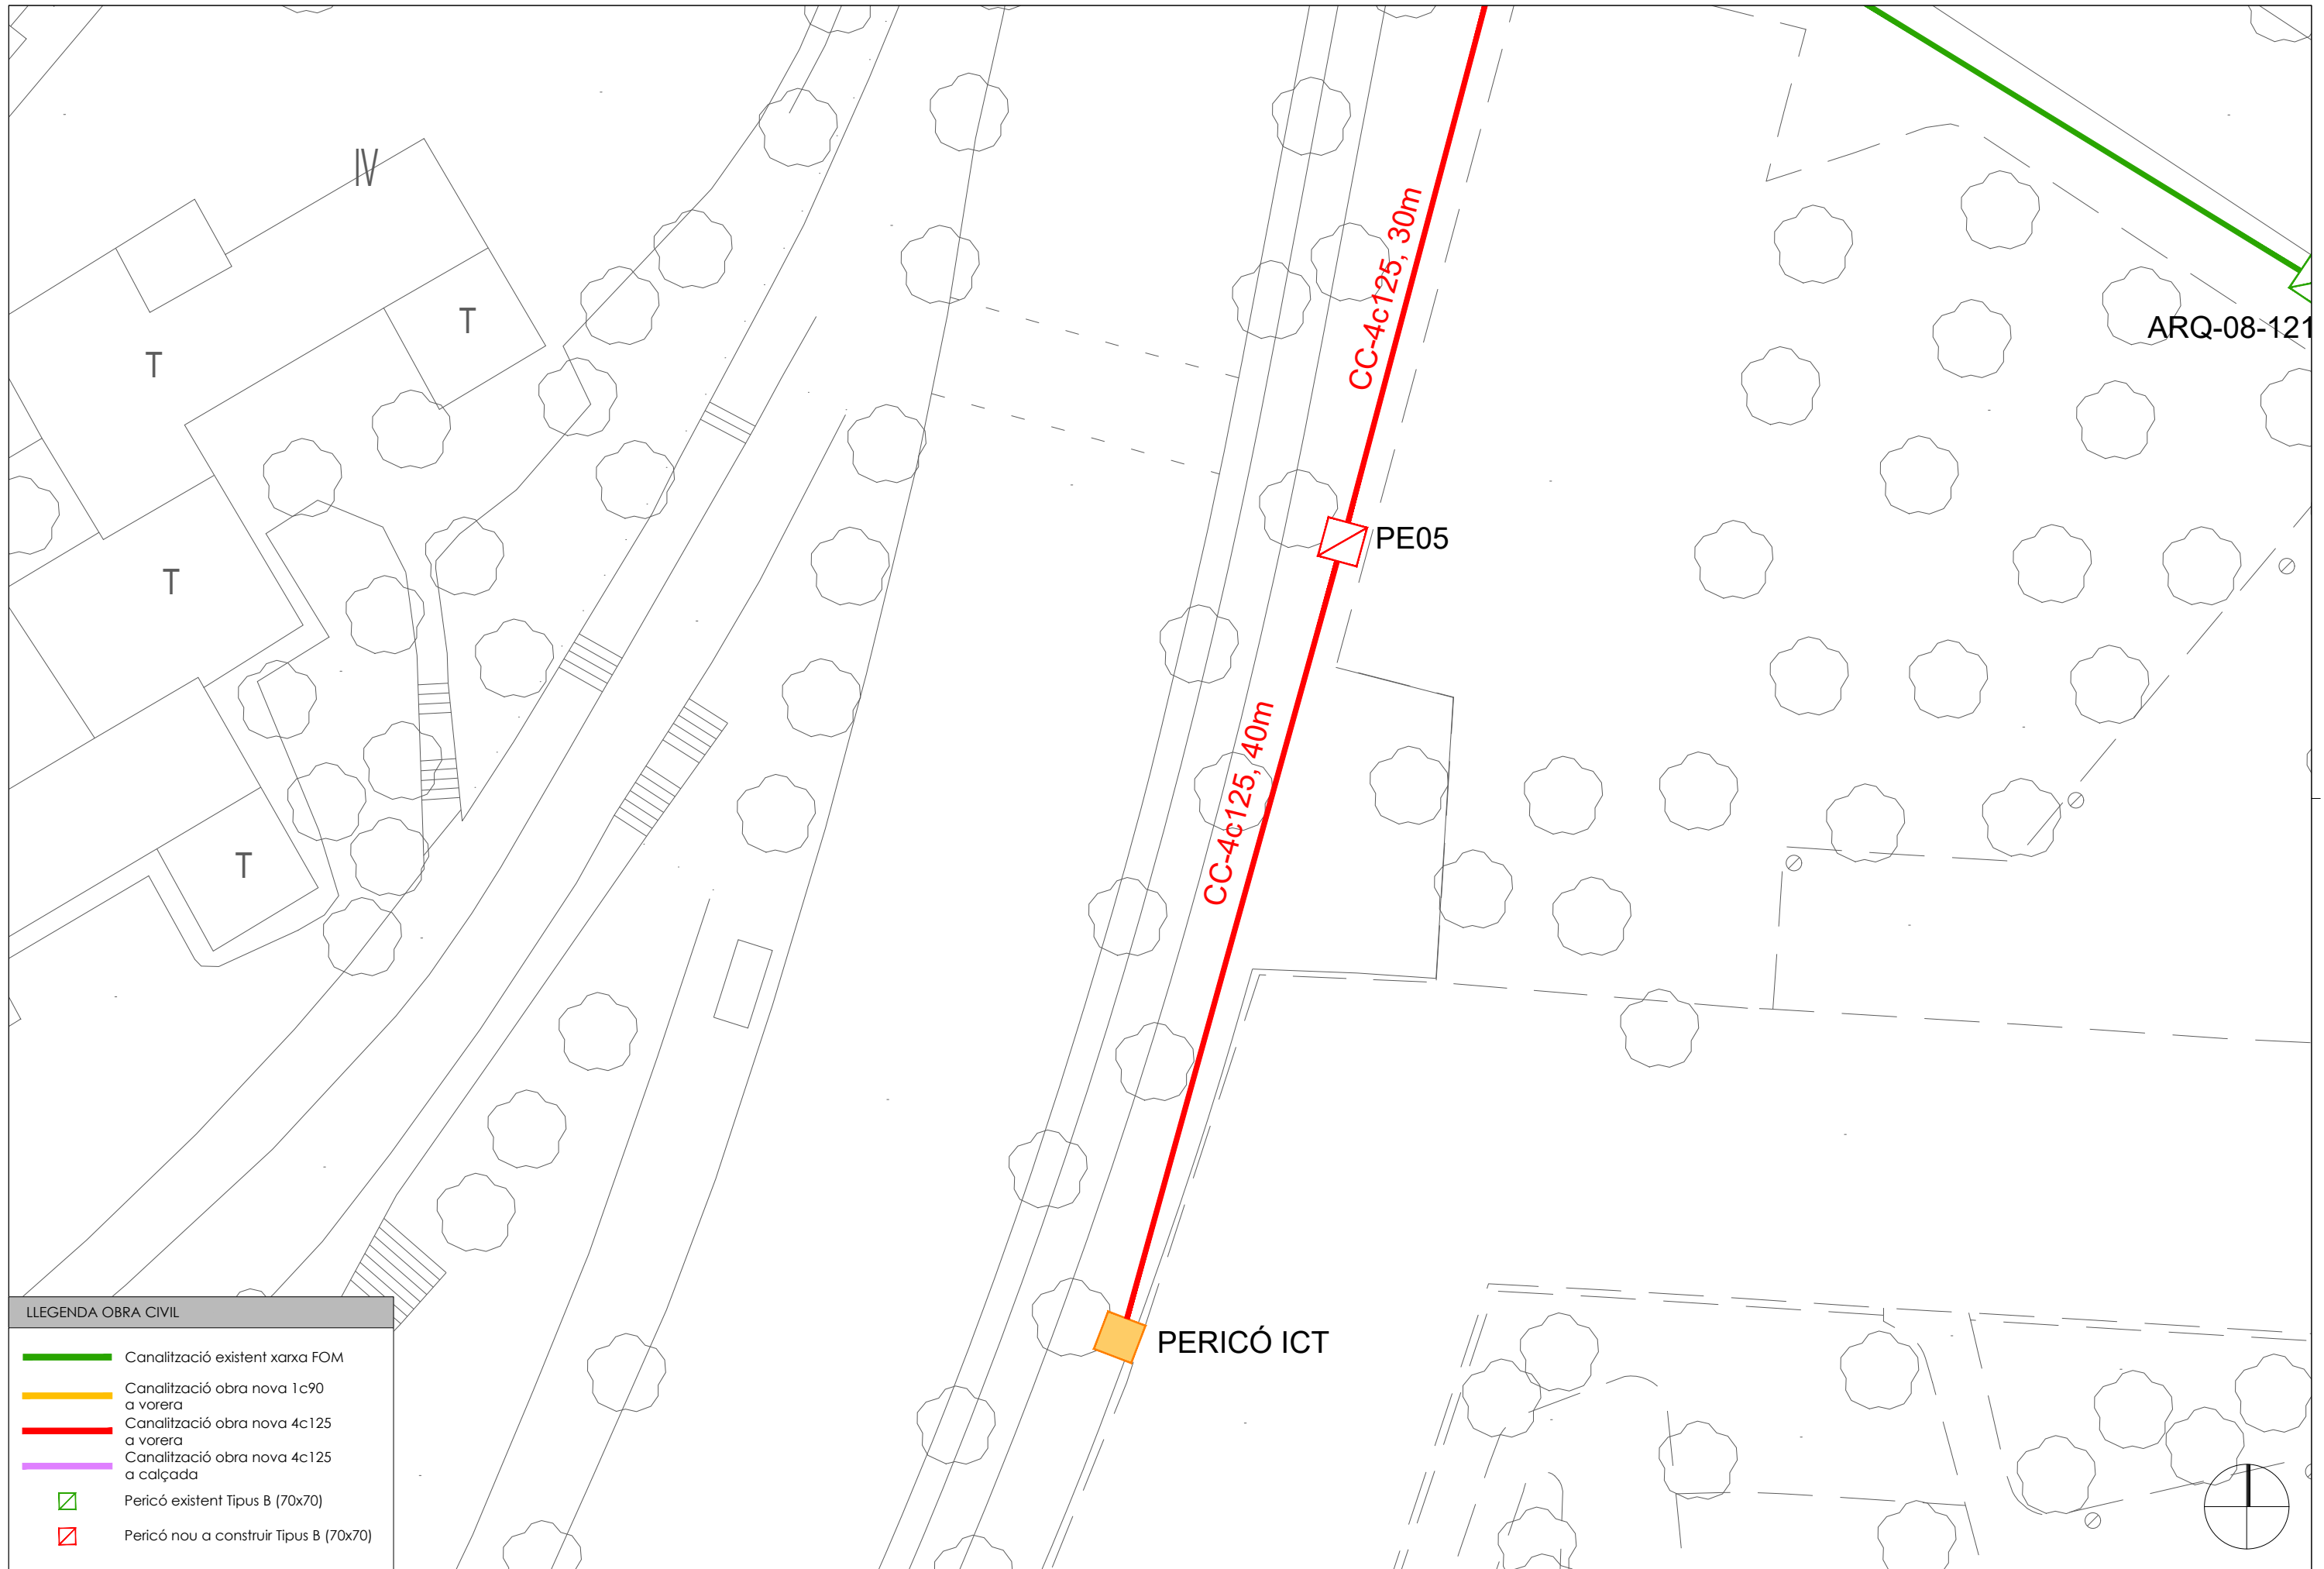 IV
T
T
T
T
CC-4c125, 30m
ARQ-08-121
PE05
CC-4c125, 40m
PERICÓ ICT
LLEGENDA OBRA CIVIL
Canalització existent xarxa FOM
Canalització obra nova 1c90
a vorera
Canalització obra nova 4c125
a vorera
Canalització obra nova 4c125
a calçada
Pericó existent Tipus B (70x70)
Pericó nou a construir Tipus B (70x70)